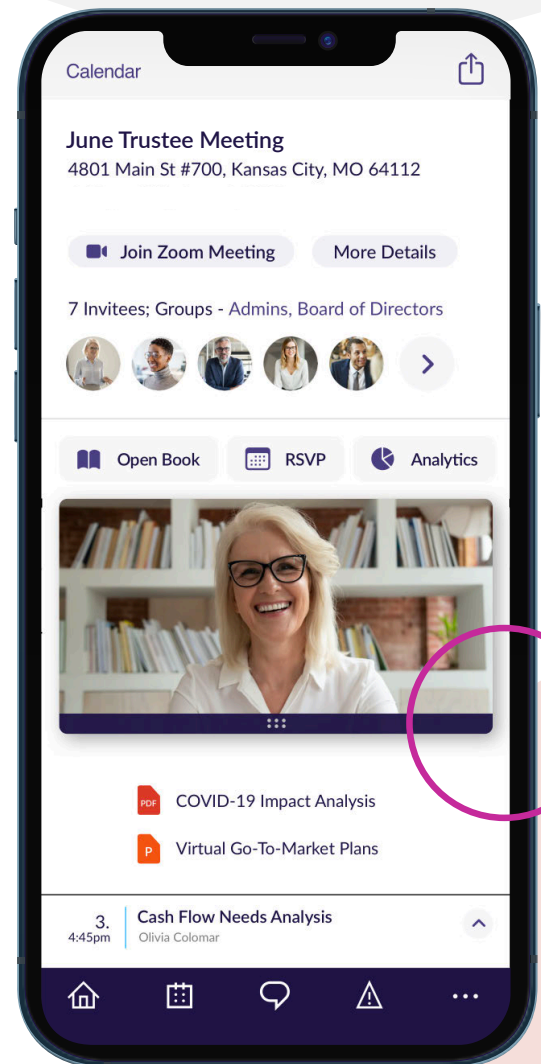 Calendar
June Trustee Meeting
4801 Main St #700, Kansas City, MO 64112
Join Zoom Meeting
More Details
7 Invitees; Groups - Admins, Board of Directors
Open Book
RSVP
Analytics
PDF
COVID-19 Impact Analysis
P
Virtual Go-To-Market Plans
3.
4:45pm
Cash Flow Needs Analysis
Olivia Colomar